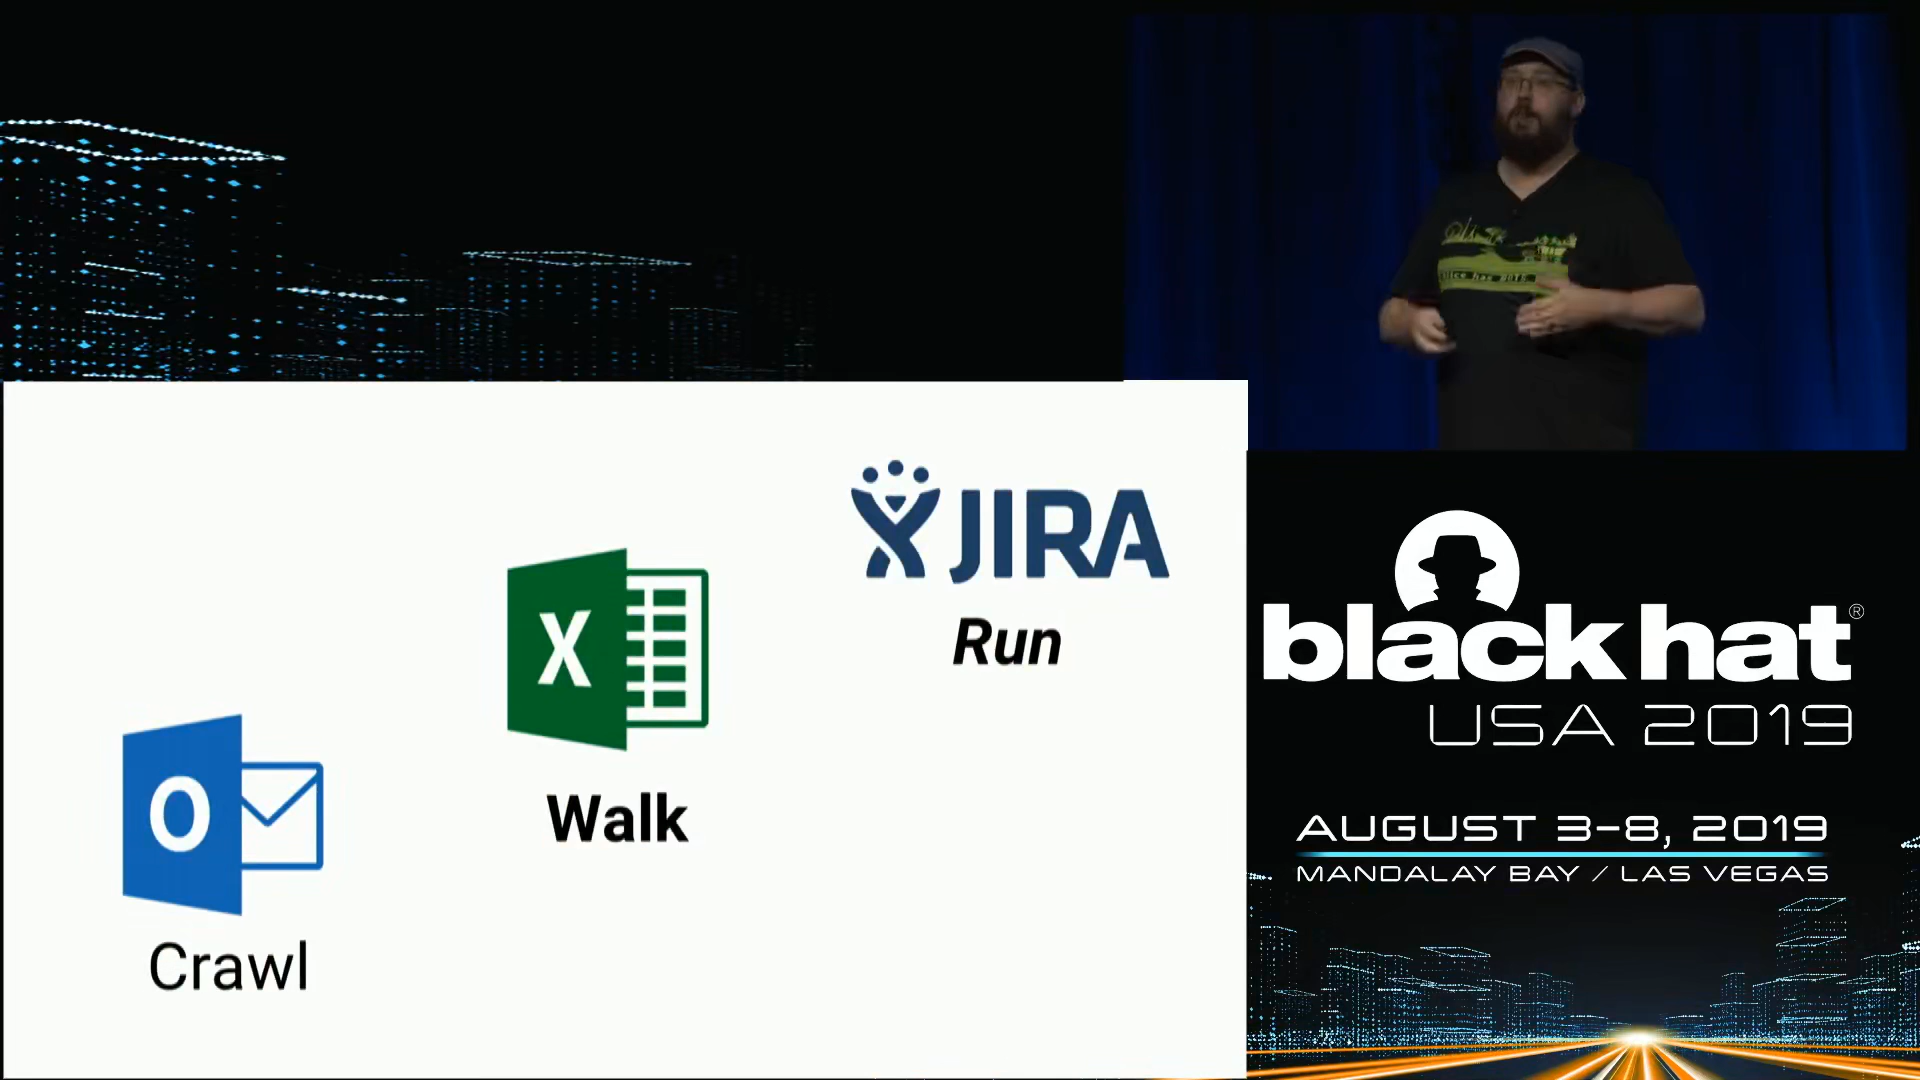 JIRA
Run
X
Walk
O
Crawl
black hat®
USA 2019
AUGUST 3-8, 2019
MANDALAY BAY / LAS VEGAS